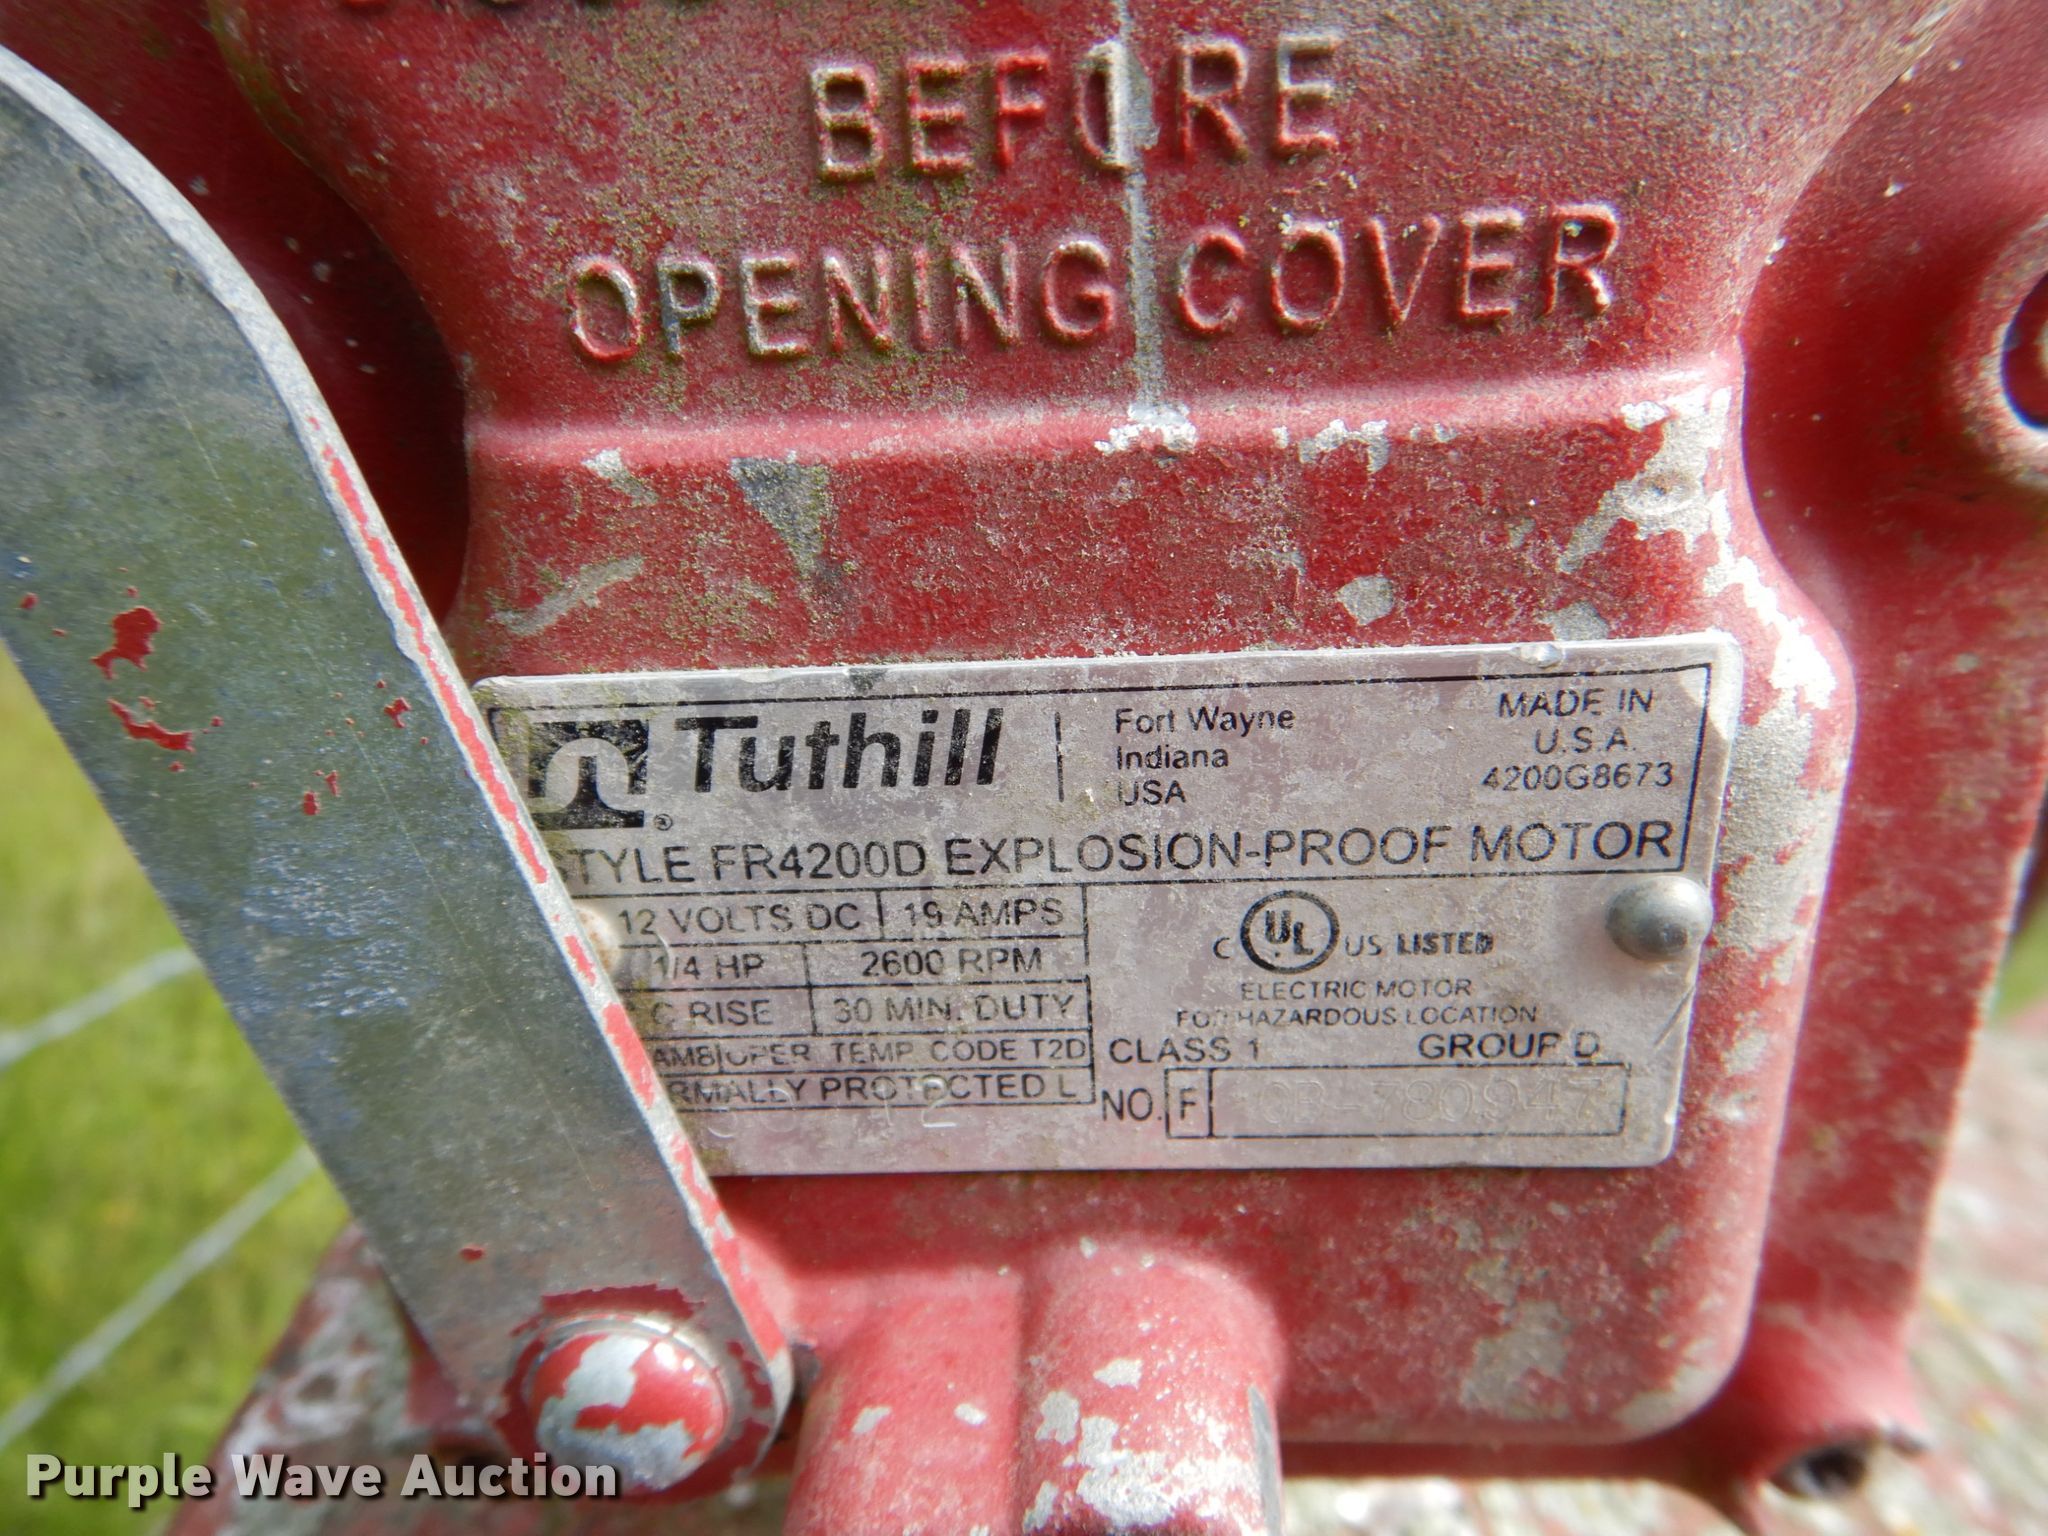 BEFORE
OPENING COVER
Tuthill ®
Fort Wayne
Indiana
USA
MADE IN
U.S.A.
4200G8673
STYLE FR4200D EXPLOSION-PROOF MOTOR
12 VOLTS DC 19 AMPS
1/4 HP 2600 RPM
C RISE 30 MIN. DUTY
AMB OPER. TEMP. CODE T2D
RMALLY PROTECTED L
C UL US LISTED
ELECTRIC MOTOR
FOR HAZARDOUS LOCATION
CLASS 1 GROUP D
NO. F
Purple Wave Auction